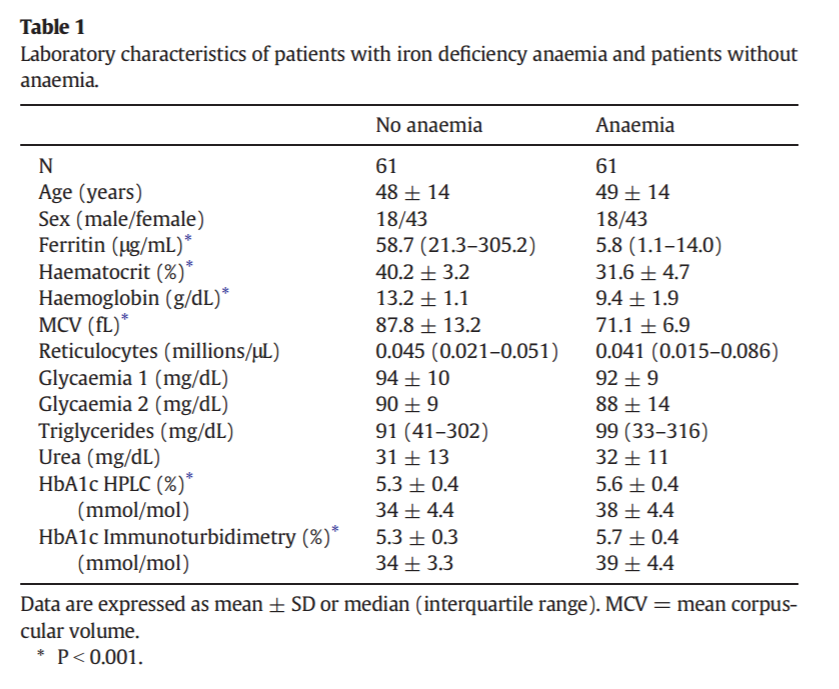 Table 1
Laboratory characteristics of patients with iron deficiency anaemia and patients without
anaemia.
No anaemia Anaemia
N 61 61
Age (years) 48 ± 14 49 ± 14
Sex (male/female) 18/43 18/43
Ferritin (μg/mL)* 58.7 (21.3–305.2) 5.8 (1.1–14.0)
Haematocrit (%)* 40.2 ± 3.2 31.6 ± 4.7
Haemoglobin (g/dL)* 13.2 ± 1.1 9.4 ± 1.9
MCV (fL)* 87.8 ± 13.2 71.1 ± 6.9
Reticulocytes (millions/μL) 0.045 (0.021–0.051) 0.041 (0.015–0.086)
Glycaemia 1 (mg/dL) 94 ± 10 92 ± 9
Glycaemia 2 (mg/dL) 90 ± 9 88 ± 14
Triglycerides (mg/dL) 91 (41–302) 99 (33–316)
Urea (mg/dL) 31 ± 13 32 ± 11
HbA1c HPLC (%)* 5.3 ± 0.4 5.6 ± 0.4
(mmol/mol) 34 ± 4.4 38 ± 4.4
HbA1c Immunoturbidimetry (%)* 5.3 ± 0.3 5.7 ± 0.4
(mmol/mol) 34 ± 3.3 39 ± 4.4
Data are expressed as mean ± SD or median (interquartile range). MCV = mean corpus-
cular volume.
* P < 0.001.